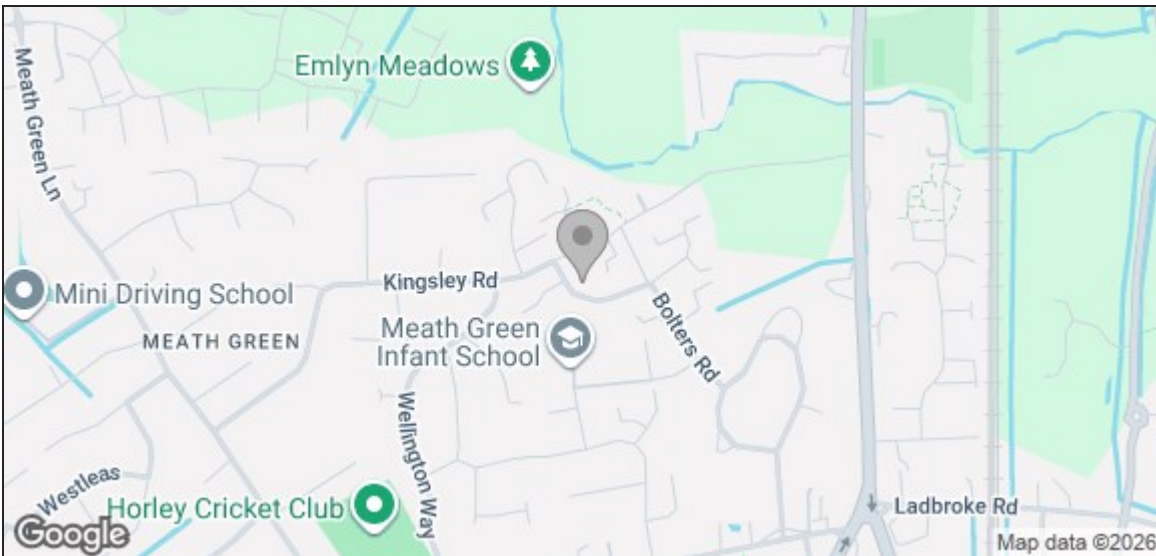 Emlyn Meadows
Meath Green Ln
Kingsley Rd
Mini Driving School
Bolters Rd
Meath Green
Infant School
MEATH GREEN
Wellington Way
Westleas
Horley Cricket Club
Ladbroke Rd
Google
Map data ©2026